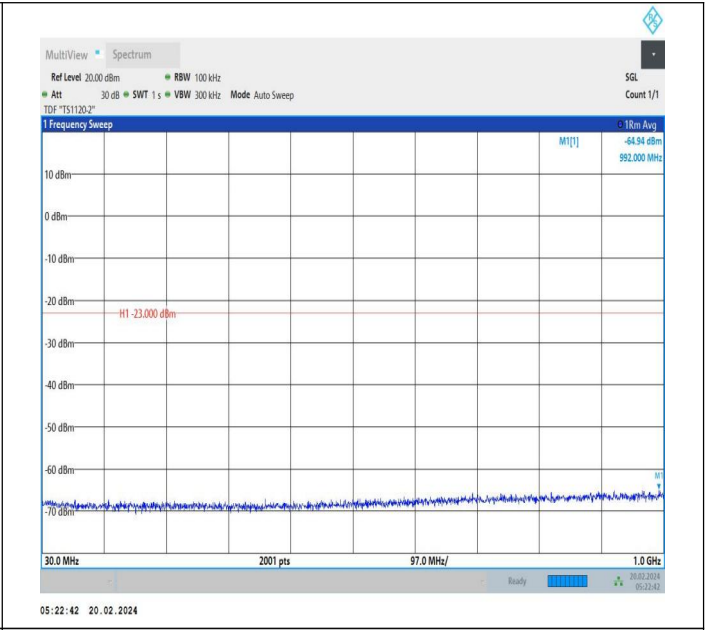 R S
MultiView Spectrum
Ref Level 20.00 dBm RBW 100 kHz SGL
Att 30 dB SWT 1 s VBW 300 kHz Mode Auto Sweep Count 1/1
TDF "TS1120-2"
1 Frequency Sweep 1Rm Avg
M1[1] -64.94 dBm
992.000 MHz
10 dBm
0 dBm
-10 dBm
-20 dBm
H1 -23.000 dBm
-30 dBm
-40 dBm
-50 dBm
-60 dBm
M1
-70 dBm
30.0 MHz 2001 pts 97.0 MHz/ 1.0 GHz
Ready 20.02.2024
05:22:42
05:22:42 20.02.2024